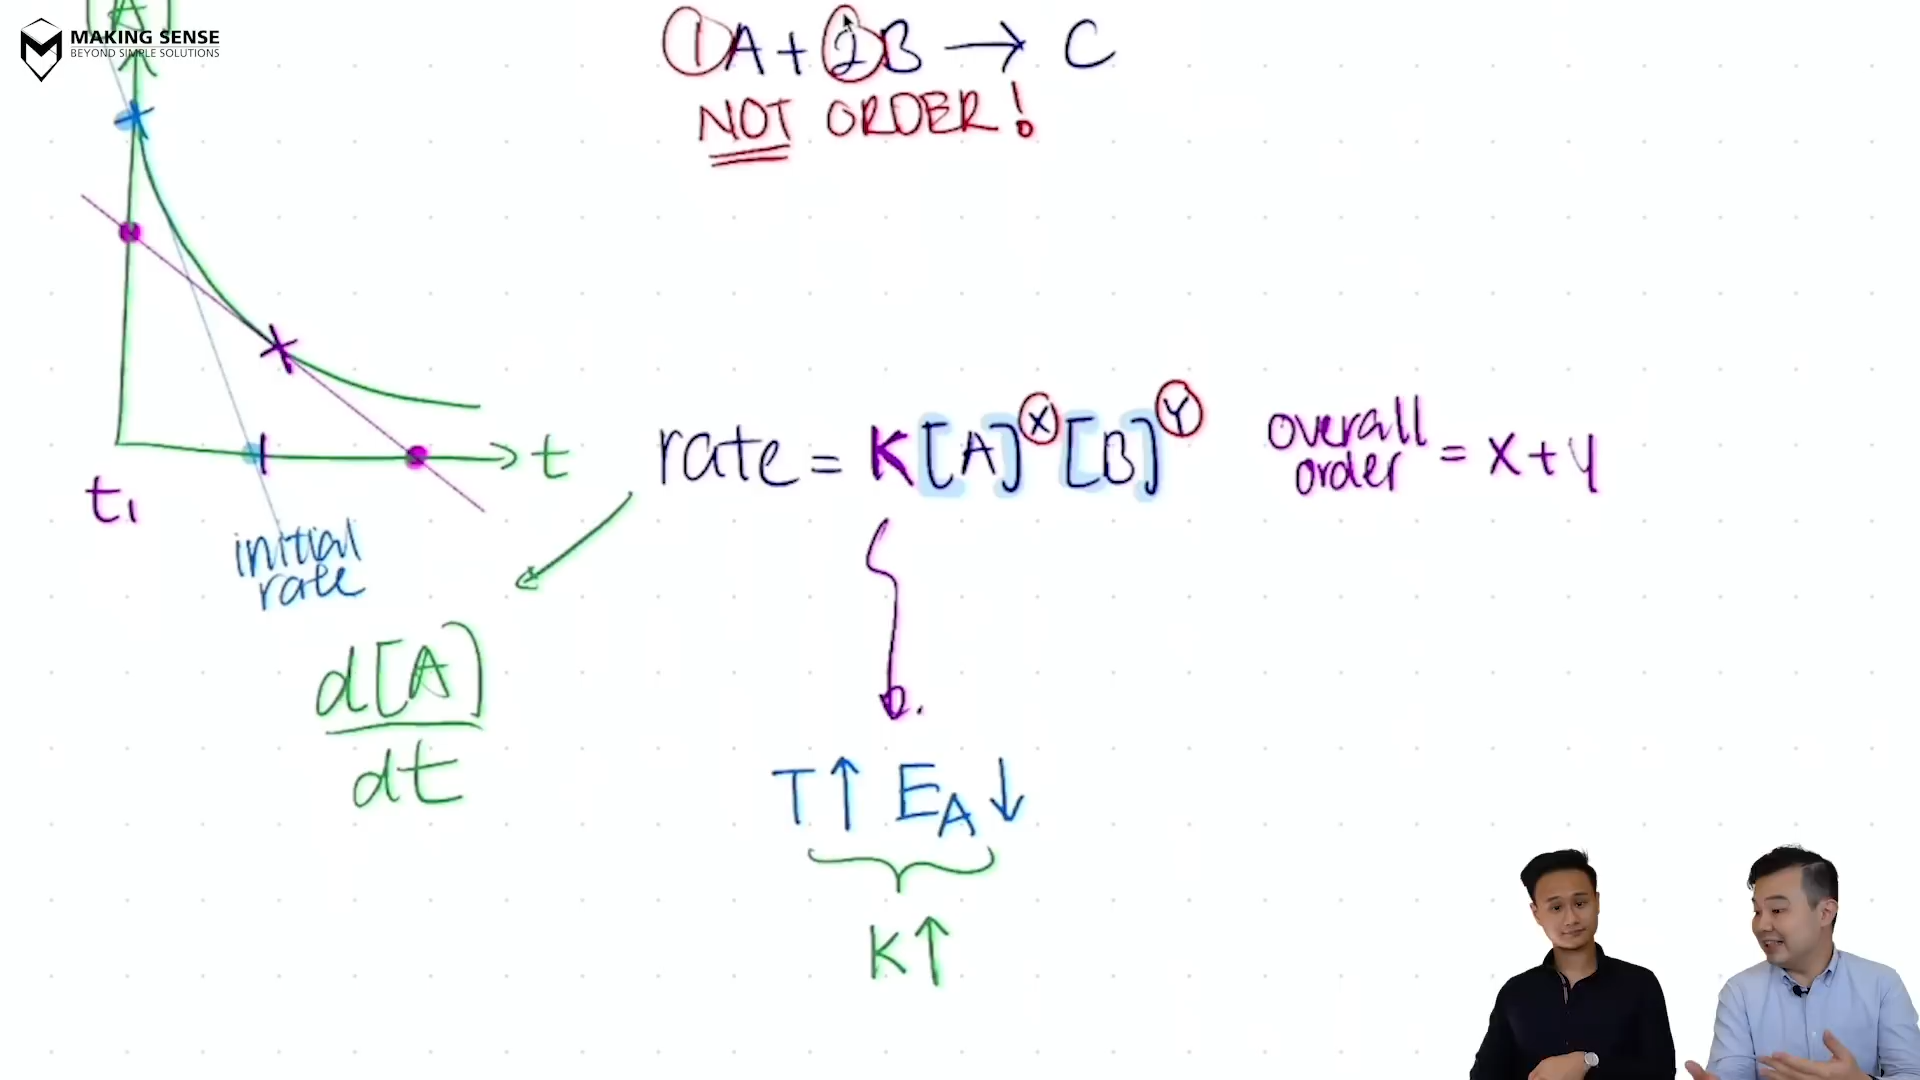 [A]
MAKING SENSE
BEYOND SIMPLE SOLUTIONS
1A + 2B → C
NOT ORDER!
t
t1
initial
rate
rate = K[A]^X[B]^Y
overall
order = x + y
d[A]
dt
T↑ EA↓
K↑